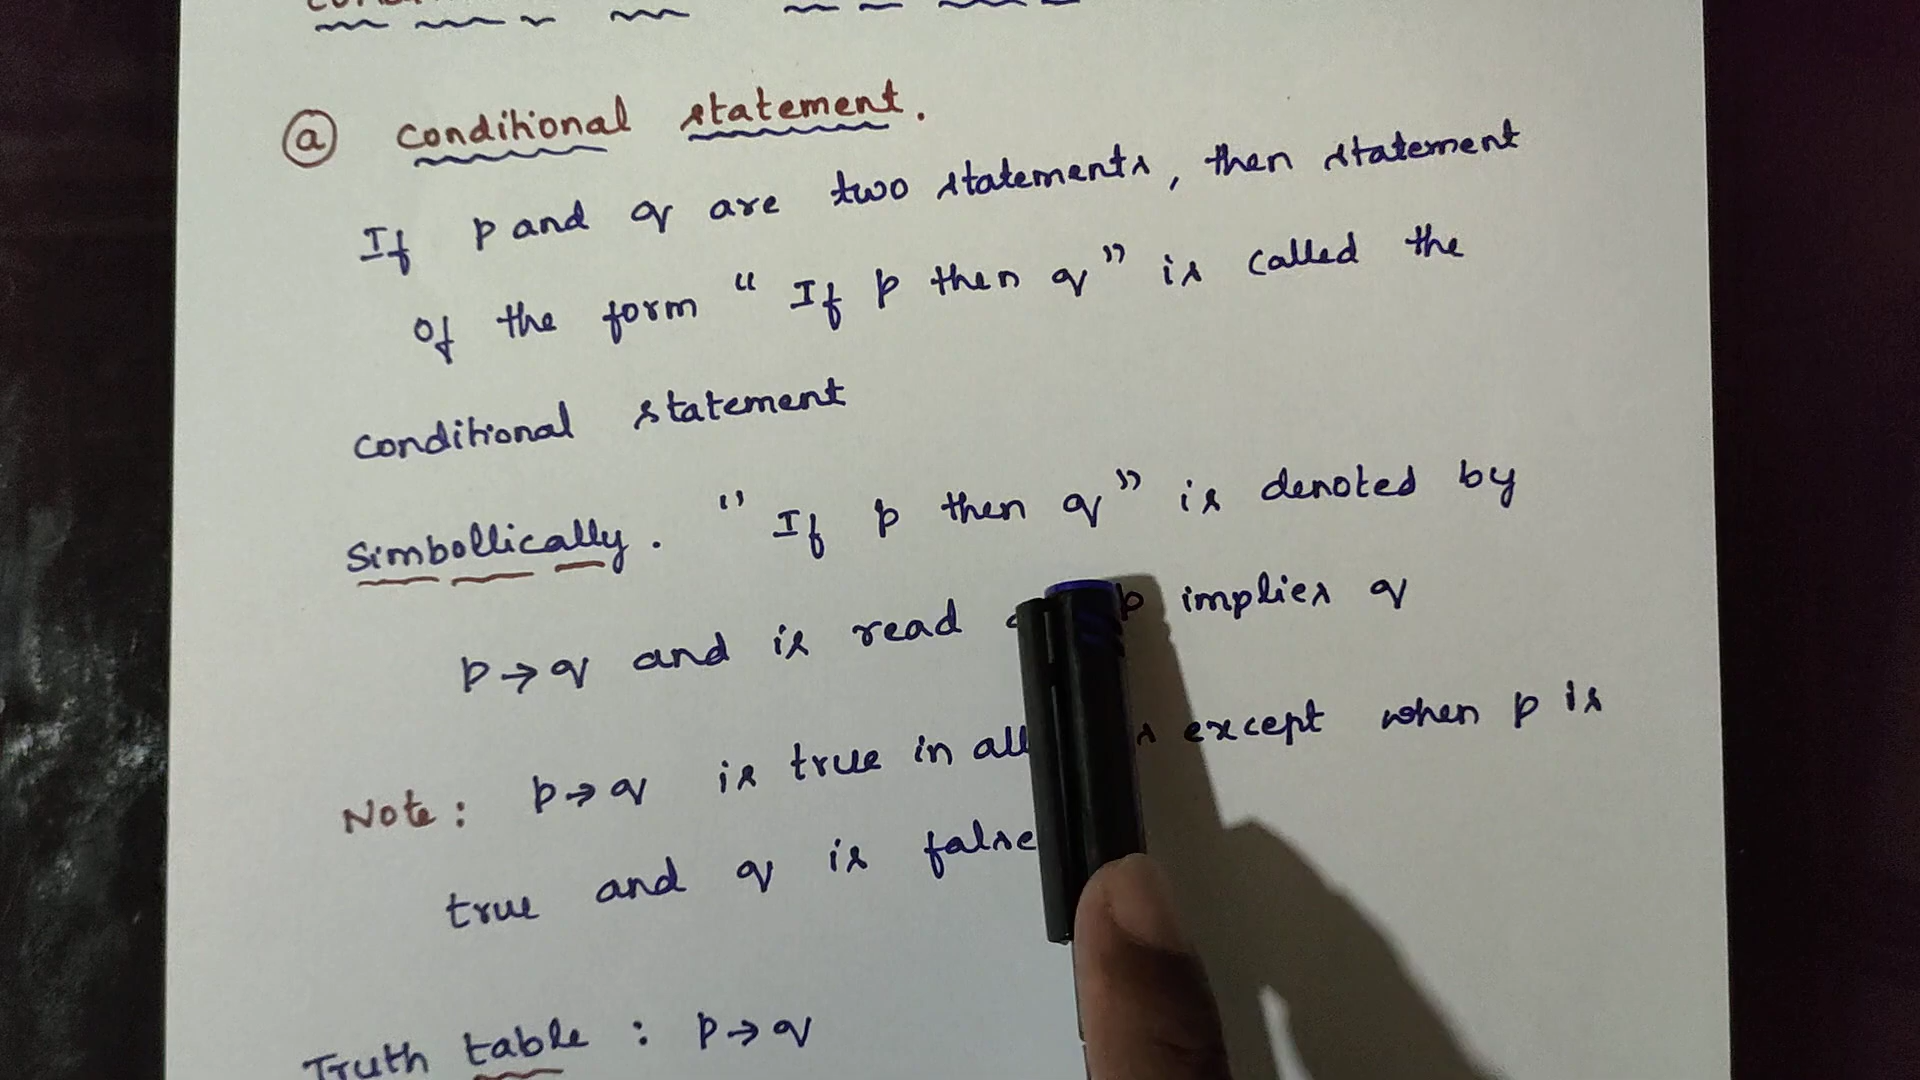 ⓐ Conditional statement.
If p and q are two statements, then statement
of the form " If p then q " is called the
Conditional statement
Simbollically. " If p then q " is denoted by
p → q and is read p implies q
Note: p → q is true in all except when p is
true and q is false
Truth table : p → q